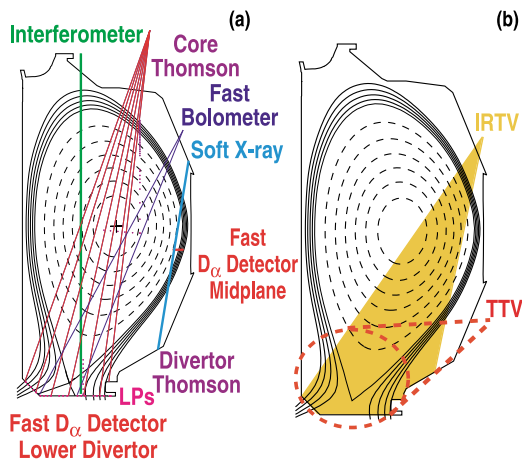 (a)
Interferometer
Core
Thomson
Fast
Bolometer
Soft X-ray
Fast
Dα Detector
Midplane
Divertor
Thomson
LPs
Fast Dα Detector
Lower Divertor
(b)
IRTV
TTV